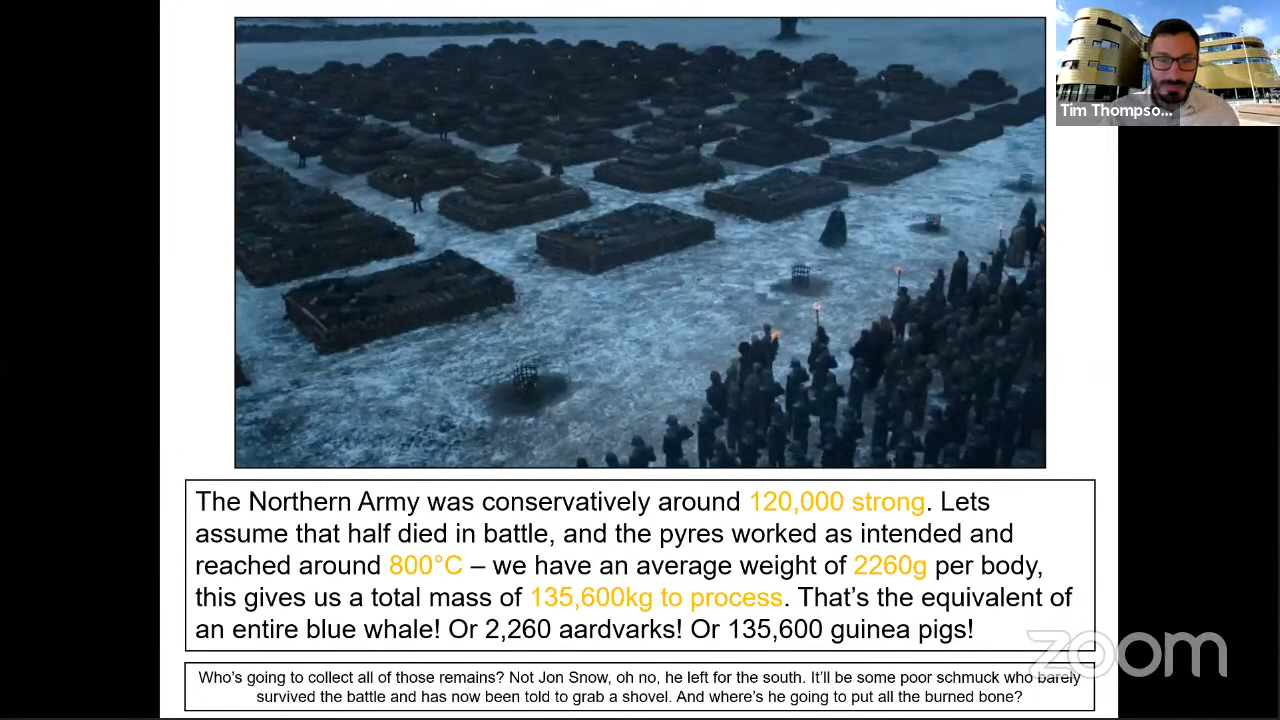 Tim Thompso...
The Northern Army was conservatively around 120,000 strong. Lets
assume that half died in battle, and the pyres worked as intended and
reached around 800°C – we have an average weight of 2260g per body,
this gives us a total mass of 135,600kg to process. That’s the equivalent of
an entire blue whale! Or 2,260 aardvarks! Or 135,600 guinea pigs!
zoom
Who’s going to collect all of those remains? Not Jon Snow, oh no, he left for the south. It’ll be some poor schmuck who barely
survived the battle and has now been told to grab a shovel. And where’s he going to put all the burned bone?